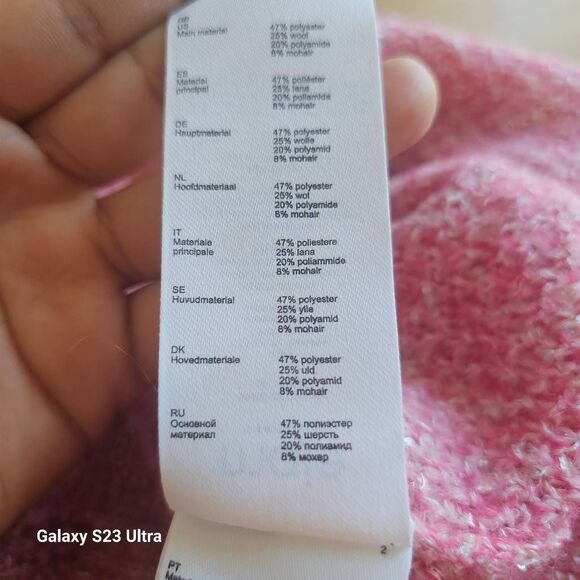 GB
US
Main material
47% polyester
25% wool
20% polyamide
8% mohair
ES
Material
principal
47% poliéster
25% lana
20% poliamida
8% mohair
DE
Hauptmaterial
47% polyester
25% wolle
20% polyamid
8% mohair
NL
Hoofdmateriaal
47% polyester
25% wol
20% polyamide
8% mohair
IT
Materiale
principale
47% poliestere
25% lana
20% poliammide
8% mohair
SE
Huvudmaterial
47% polyester
25% ylle
20% polyamid
8% mohair
DK
Hovedmateriale
47% polyester
25% uld
20% polyamid
8% mohair
RU
Основной
материал
47% полиэстер
25% шерсть
20% полиамид
8% мохер
Galaxy S23 Ultra
2
PT